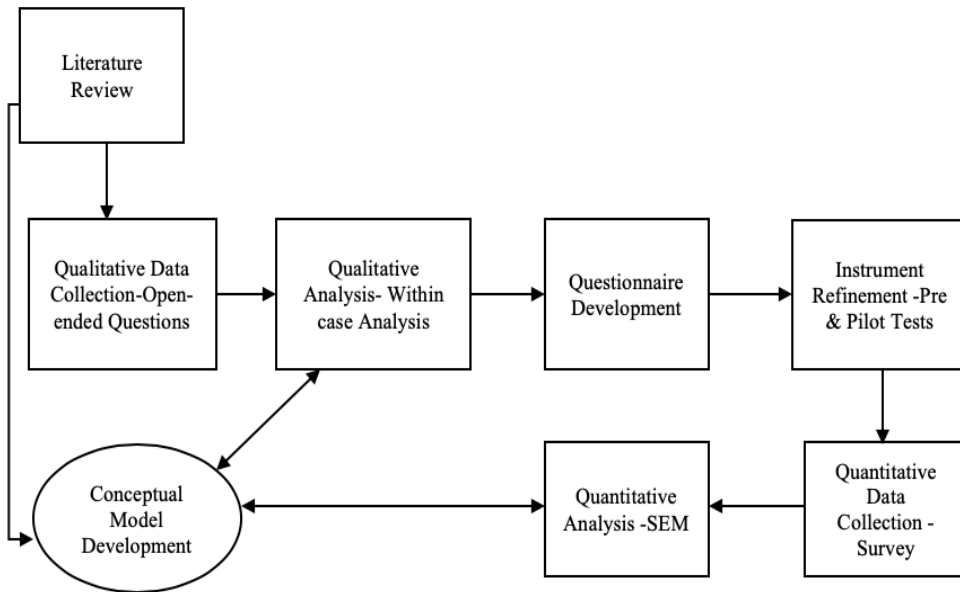 Literature
Review
Qualitative Data
Collection-Open-
ended Questions
Qualitative
Analysis- Within
case Analysis
Questionnaire
Development
Instrument
Refinement -Pre
& Pilot Tests
Conceptual
Model
Development
Quantitative
Analysis -SEM
Quantitative
Data
Collection -
Survey